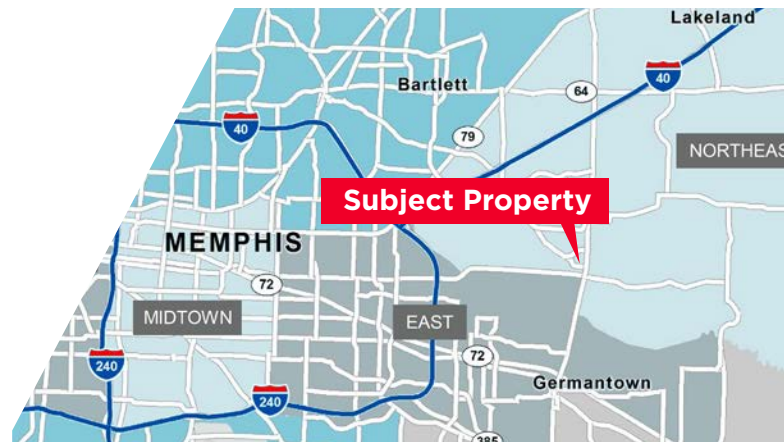 Lakeland
40
Bartlett
64
40
79
NORTHEAS
Subject Property
MEMPHIS
72
MIDTOWN
EAST
72
240
Germantown
240
385